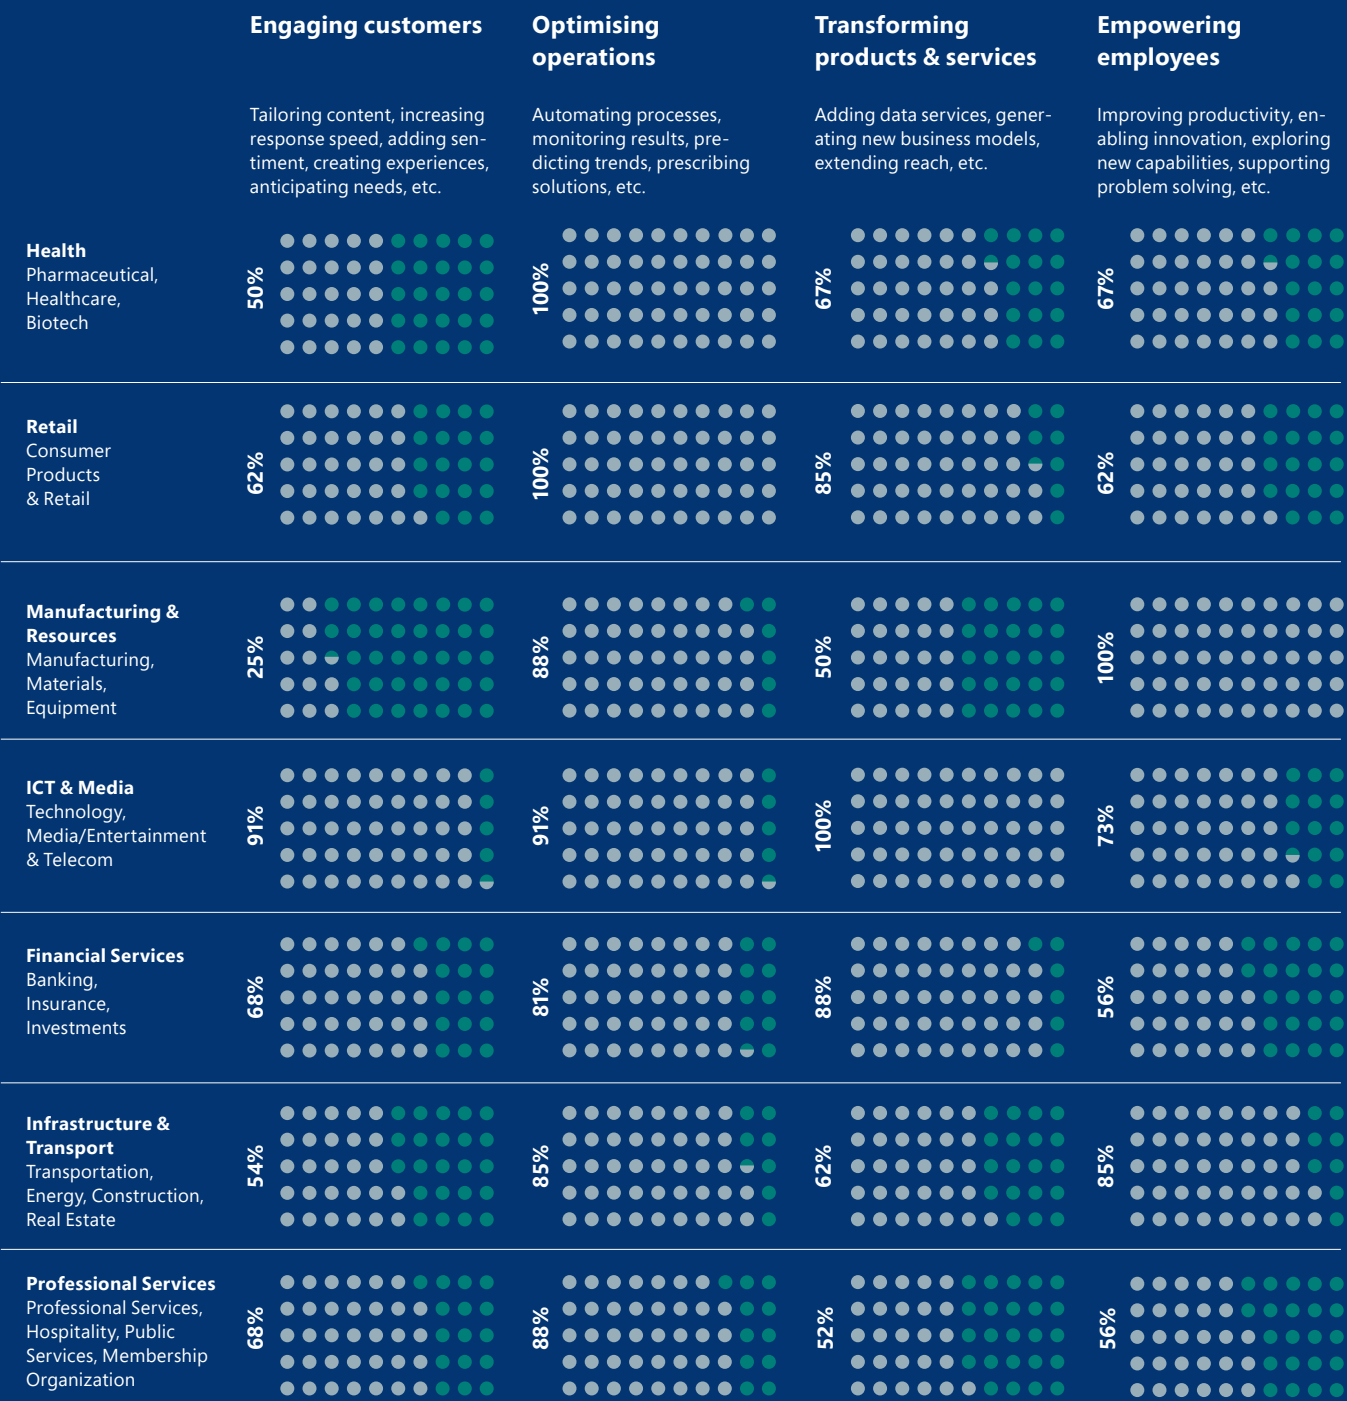 Engaging customers
Tailoring content, increasing
response speed, adding sen-
timent, creating experiences,
anticipating needs, etc.
Optimising
operations
Automating processes,
monitoring results, pre-
dicting trends, prescribing
solutions, etc.
Transforming
products & services
Adding data services, gener-
ating new business models,
extending reach, etc.
Empowering
employees
Improving productivity, en-
abling innovation, exploring
new capabilities, supporting
problem solving, etc.
Health
Pharmaceutical,
Healthcare,
Biotech
50%
100%
67%
67%
Retail
Consumer
Products
& Retail
62%
100%
85%
62%
Manufacturing &
Resources
Manufacturing,
Materials,
Equipment
25%
88%
50%
100%
ICT & Media
Technology,
Media/Entertainment
& Telecom
91%
91%
100%
73%
Financial Services
Banking,
Insurance,
Investments
68%
81%
88%
56%
Infrastructure &
Transport
Transportation,
Energy, Construction,
Real Estate
54%
85%
62%
85%
Professional Services
Professional Services,
Hospitality, Public
Services, Membership
Organization
68%
88%
52%
56%